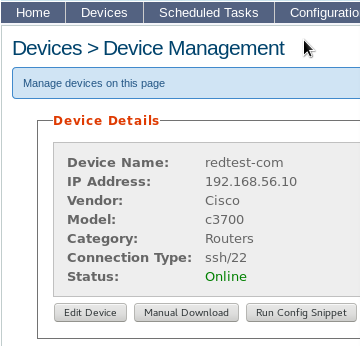 Home Devices Scheduled Tasks Configuratio
Devices > Device Management
Manage devices on this page
Device Details
Device Name: redtest-com
IP Address: 192.168.56.10
Vendor: Cisco
Model: c3700
Category: Routers
Connection Type: ssh/22
Status: Online
Edit Device Manual Download Run Config Snippet